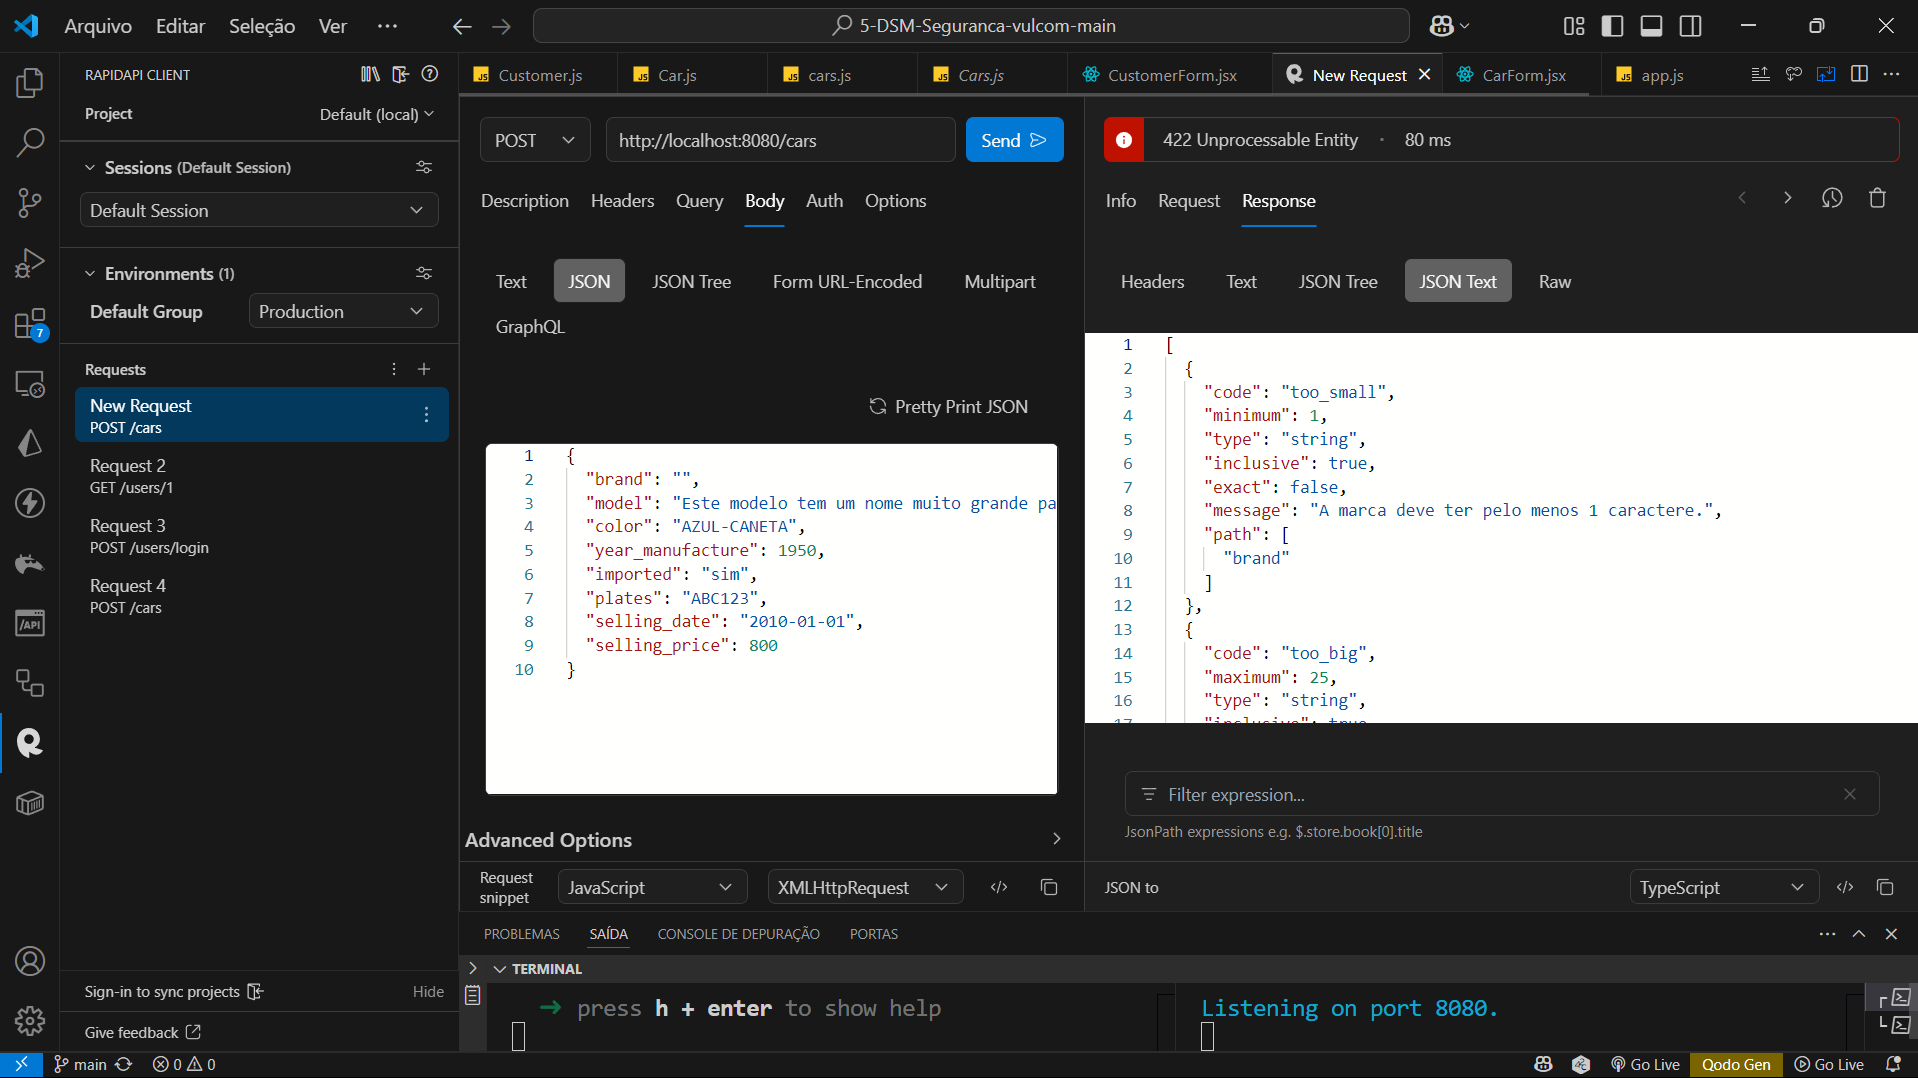 Arquivo Editar Seleção Ver ··· 5-DSM-Seguranca-vulcom-main
RAPIDAPI CLIENT
Project Default (local)
Sessions (Default Session)
Default Session
Environments (1)
Default Group Production
Requests
New Request
POST /cars
Request 2
GET /users/1
Request 3
POST /users/login
Request 4
POST /cars
Sign-in to sync projects Hide
Give feedback
7
/API
JS Customer.js JS Car.js JS cars.js JS Cars.js CustomerForm.jsx New Request CarForm.jsx JS app.js
POST http://localhost:8080/cars Send
Description Headers Query Body Auth Options
Text JSON JSON Tree Form URL-Encoded Multipart
GraphQL
Pretty Print JSON
1 {
2 "brand": "",
3 "model": "Este modelo tem um nome muito grande pa
4 "color": "AZUL-CANETA",
5 "year_manufacture": 1950,
6 "imported": "sim",
7 "plates": "ABC123",
8 "selling_date": "2010-01-01",
9 "selling_price": 800
10 }
Advanced Options
Request
snippet JavaScript XMLHttpRequest
422 Unprocessable Entity · 80 ms
Info Request Response
Headers Text JSON Tree JSON Text Raw
1 [
2 {
3 "code": "too_small",
4 "minimum": 1,
5 "type": "string",
6 "inclusive": true,
7 "exact": false,
8 "message": "A marca deve ter pelo menos 1 caractere.",
9 "path": [
10 "brand"
11 ]
12 },
13 {
14 "code": "too_big",
15 "maximum": 25,
16 "type": "string",
17 "inclusive": true
Filter expression...
JsonPath expressions e.g. $.store.book[0].title
JSON to TypeScript
PROBLEMAS SAÍDA CONSOLE DE DEPURAÇÃO PORTAS
TERMINAL
➜ press h + enter to show help
Listening on port 8080.
main 0 0 Go Live Qodo Gen Go Live